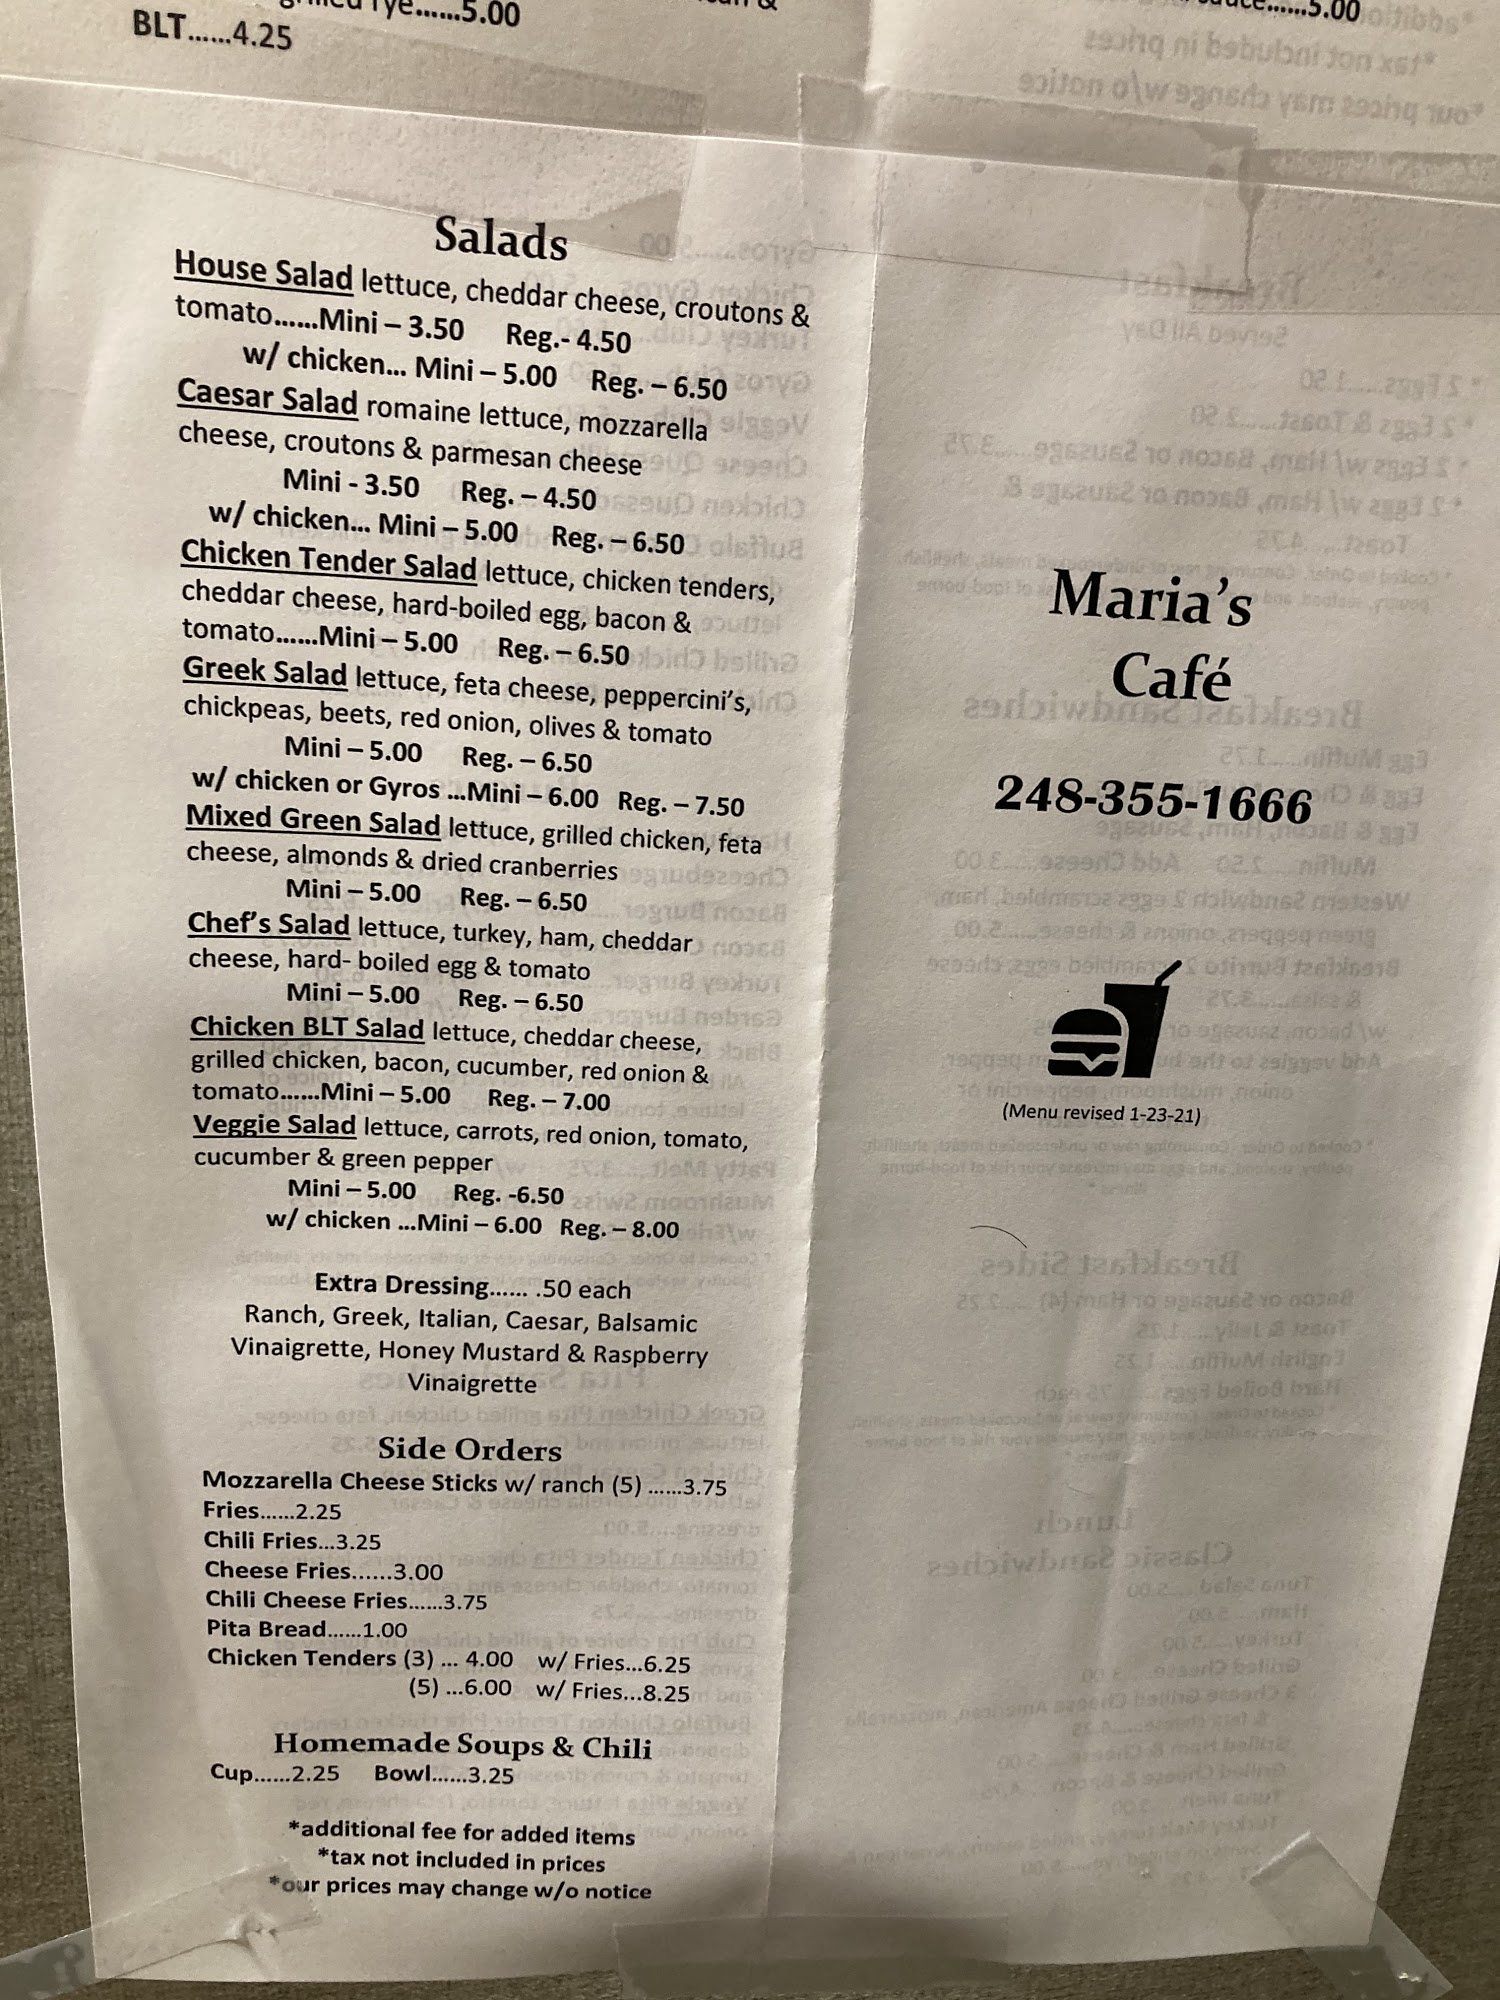 rye......5.00
BLT......4.25
......5.00
Salads
House Salad lettuce, cheddar cheese, croutons &
tomato......Mini – 3.50 Reg.- 4.50
w/ chicken... Mini – 5.00 Reg. – 6.50
Caesar Salad romaine lettuce, mozzarella
cheese, croutons & parmesan cheese
Mini - 3.50 Reg. – 4.50
w/ chicken... Mini – 5.00 Reg. – 6.50
Chicken Tender Salad lettuce, chicken tenders,
cheddar cheese, hard-boiled egg, bacon &
tomato......Mini – 5.00 Reg. – 6.50
Greek Salad lettuce, feta cheese, peppercini's,
chickpeas, beets, red onion, olives & tomato
Mini – 5.00 Reg. – 6.50
w/ chicken or Gyros ...Mini – 6.00 Reg. – 7.50
Mixed Green Salad lettuce, grilled chicken, feta
cheese, almonds & dried cranberries
Mini – 5.00 Reg. – 6.50
Chef's Salad lettuce, turkey, ham, cheddar
cheese, hard- boiled egg & tomato
Mini – 5.00 Reg. – 6.50
Chicken BLT Salad lettuce, cheddar cheese,
grilled chicken, bacon, cucumber, red onion &
tomato......Mini – 5.00 Reg. – 7.00
Veggie Salad lettuce, carrots, red onion, tomato,
cucumber & green pepper
Mini – 5.00 Reg. -6.50
w/ chicken ...Mini – 6.00 Reg. – 8.00
Extra Dressing...... .50 each
Ranch, Greek, Italian, Caesar, Balsamic
Vinaigrette, Honey Mustard & Raspberry
Vinaigrette
Side Orders
Mozzarella Cheese Sticks w/ ranch (5) ......3.75
Fries......2.25
Chili Fries...3.25
Cheese Fries......3.00
Chili Cheese Fries......3.75
Pita Bread......1.00
Chicken Tenders (3) ... 4.00 w/ Fries...6.25
(5) ...6.00 w/ Fries...8.25
Homemade Soups & Chili
Cup......2.25 Bowl......3.25
*additional fee for added items
*tax not included in prices
*our prices may change w/o notice
Maria's
Café
248-355-1666
(Menu revised 1-23-21)